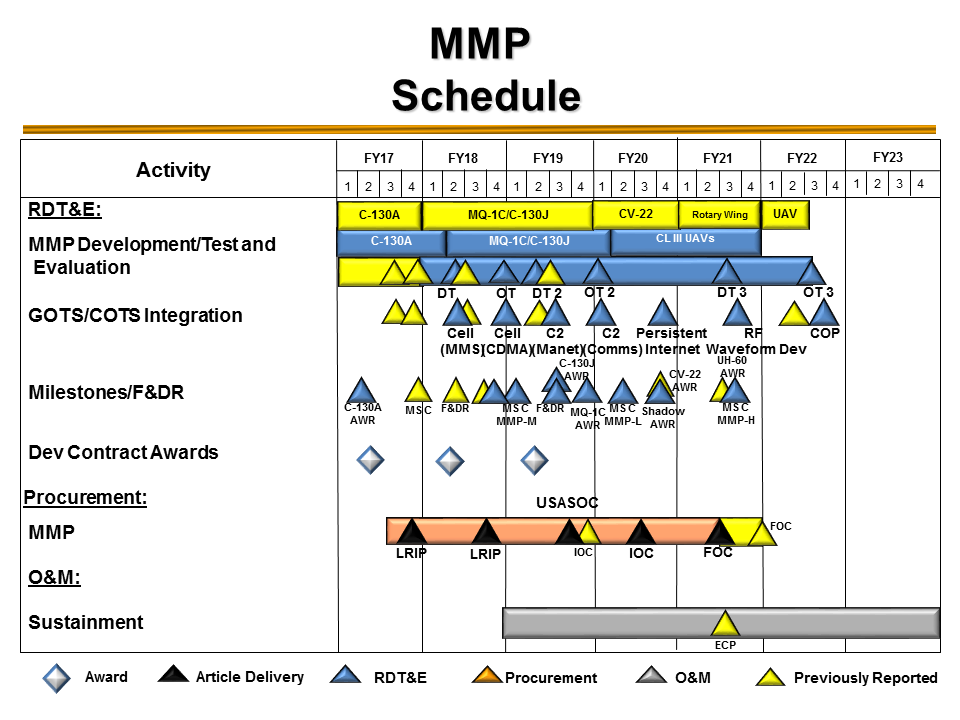 MMP
Schedule
Activity
FY17 FY18 FY19 FY20 FY21 FY22 FY23
1 2 3 4 1 2 3 4 1 2 3 4 1 2 3 4 1 2 3 4 1 2 3 4 1 2 3 4
RDT&E:
C-130A MQ-1C/C-130J CV-22 Rotary Wing UAV
MMP Development/Test and
Evaluation
C-130A MQ-1C/C-130J CL III UAVs
DT OT DT 2 OT 2 DT 3 OT 3
GOTS/COTS Integration
Cell Cell C2 C2 Persistent RF COP
(MMS)(CDMA)(Manet)(Comms) Internet Waveform Dev
Milestones/F&DR
C-130J
AWR
CV-22
AWR
UH-60
AWR
C-130A
AWR
MS C
F&DR
MS C
MMP-M
F&DR
MQ-1C
AWR
MS C
MMP-L
Shadow
AWR
MS C
MMP-H
Dev Contract Awards
Procurement:
USASOC
MMP
FOC
LRIP LRIP IOC IOC FOC
O&M:
Sustainment
ECP
Award Article Delivery RDT&E Procurement O&M Previously Reported